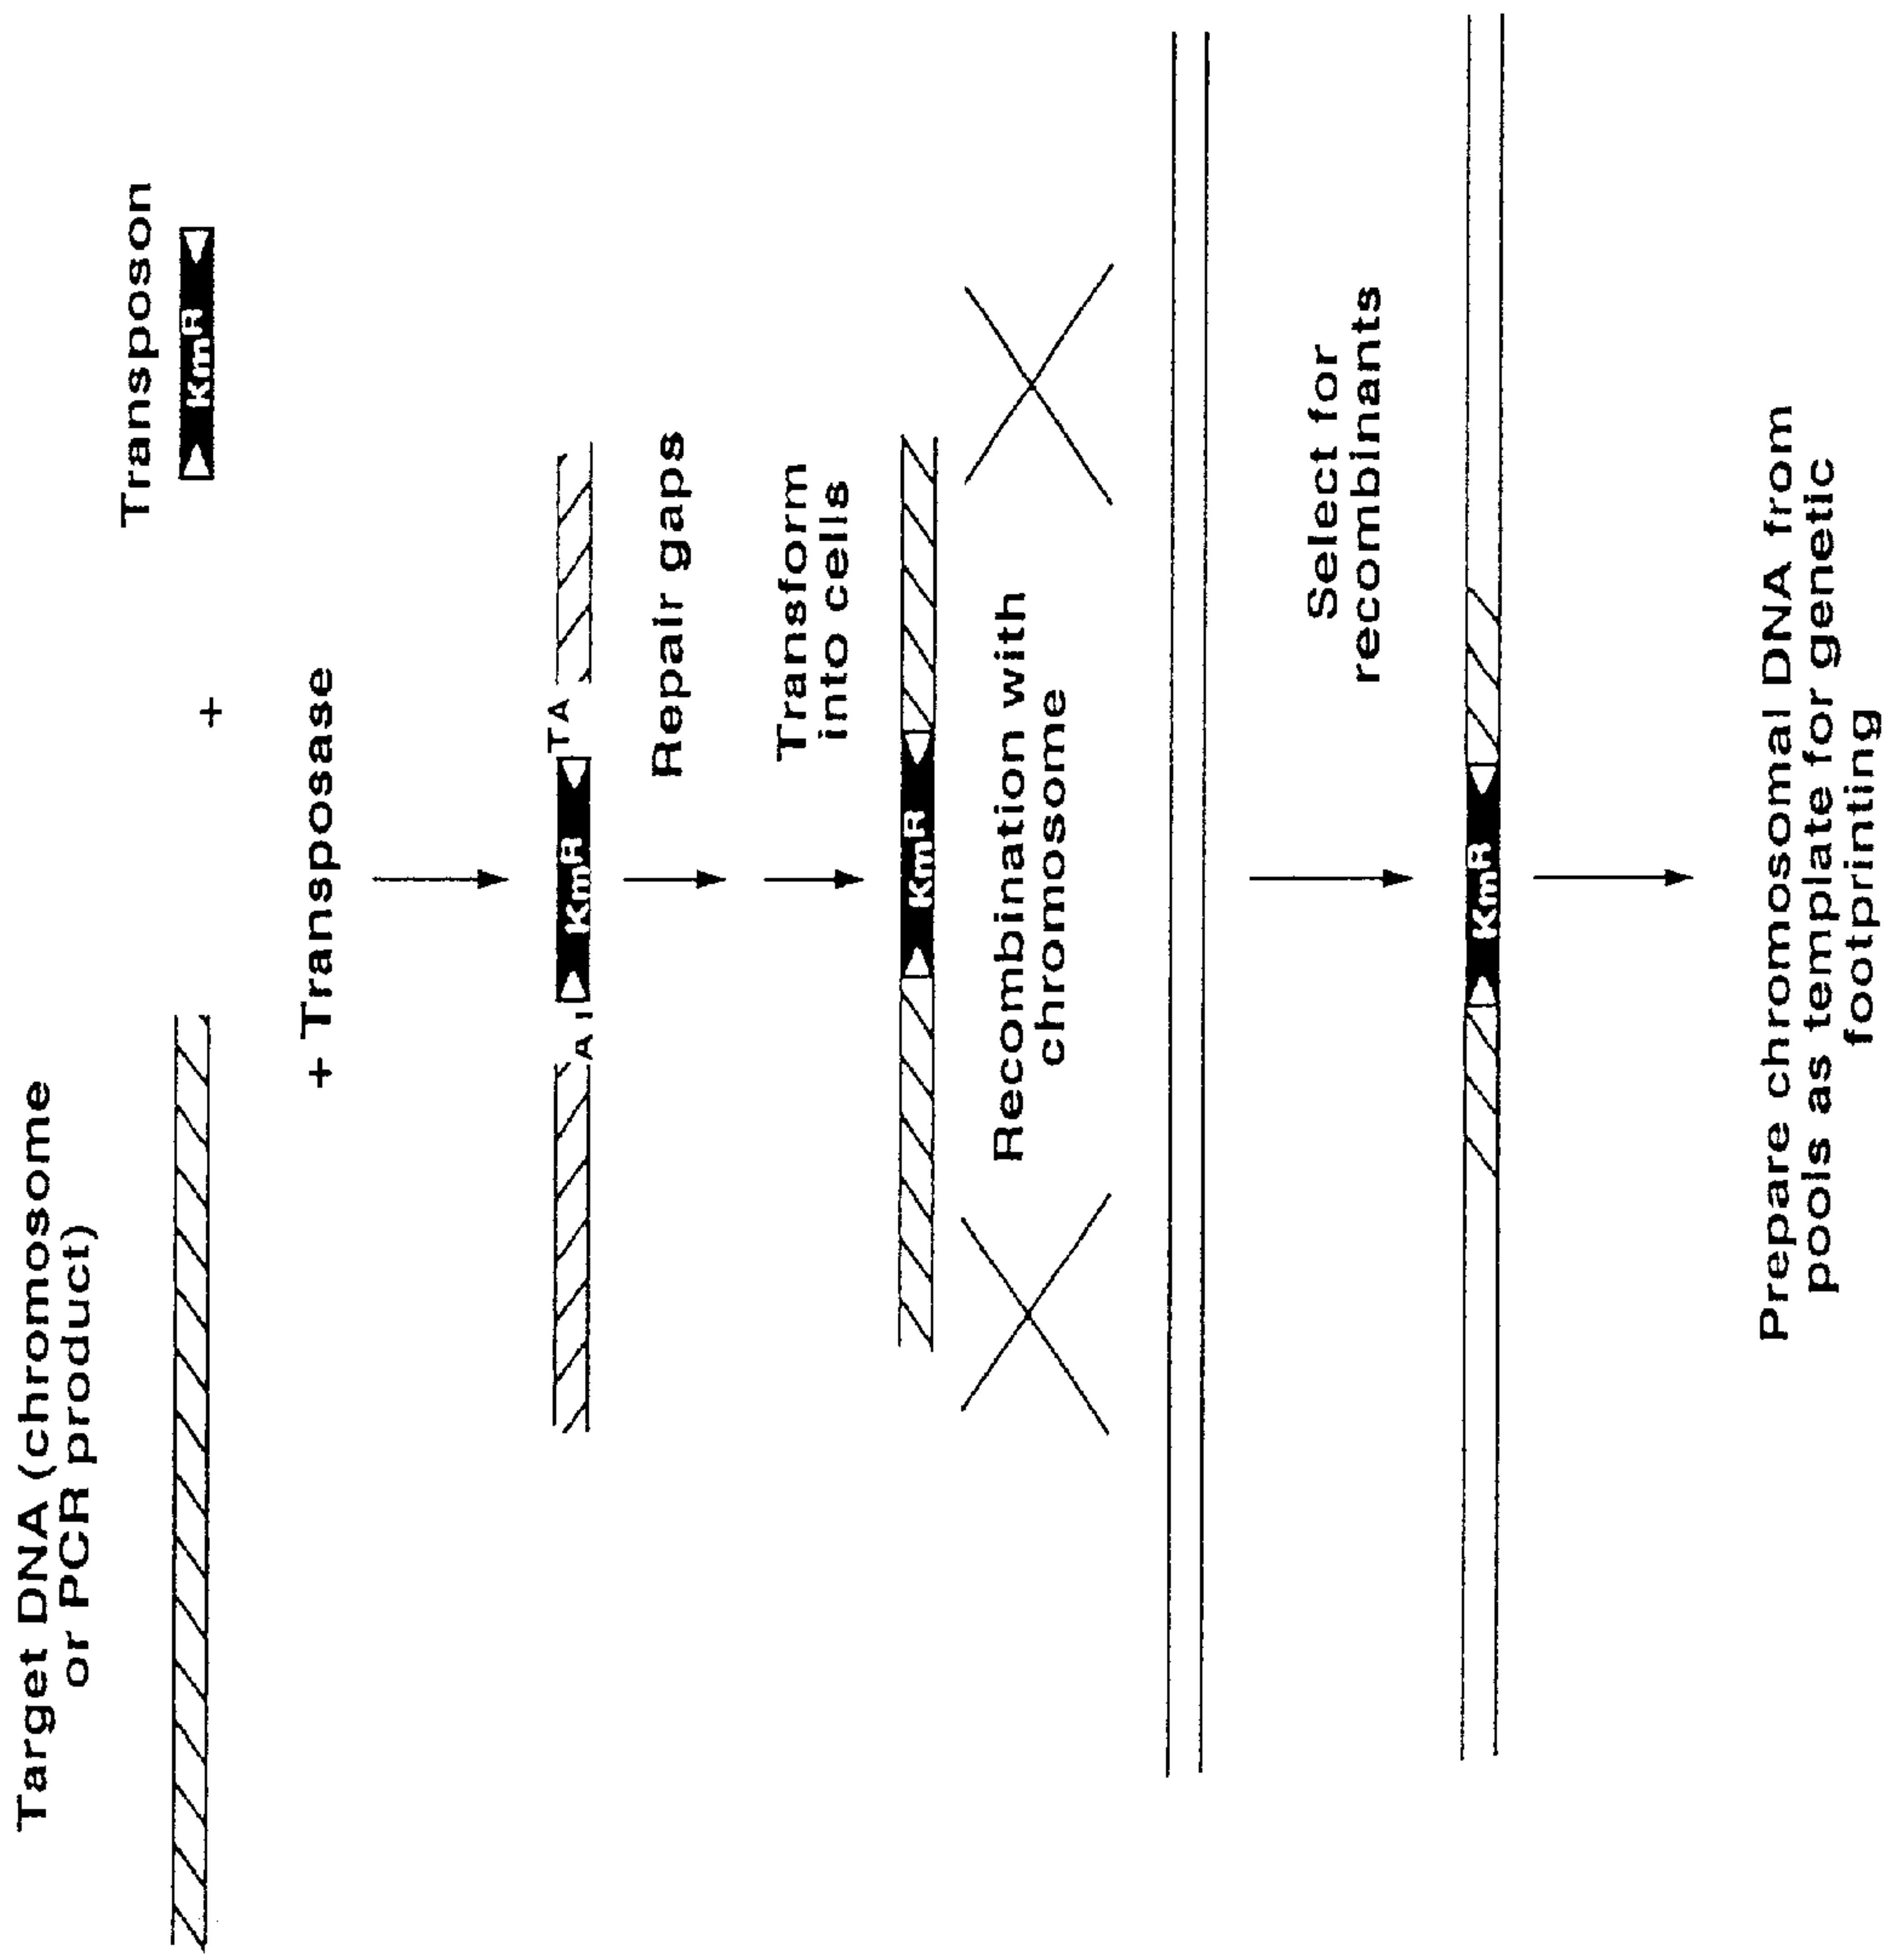 Target DNA (chromosome
or PCR product)
+
Transposon
KmR
+ Transposase
KmR
TA
Repair gaps
Transform
into cells
KmR
Recombination with
chromosome
Select for
recombinants
KmR
Prepare chromosomal DNA from
pools as template for genetic
footprinting